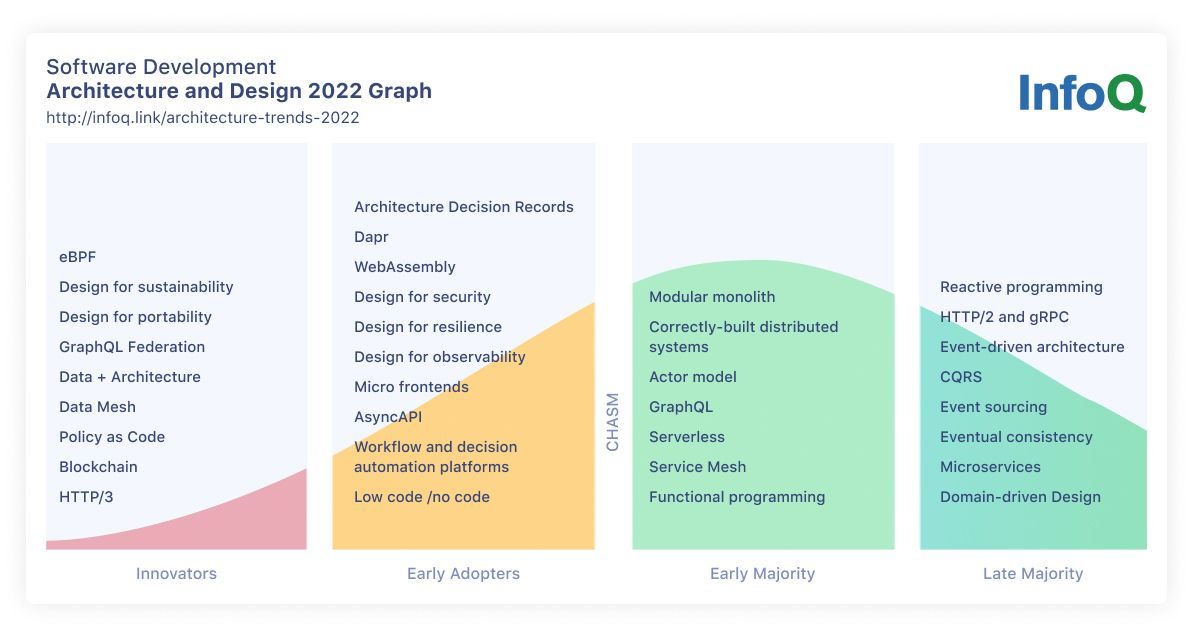 Software Development
Architecture and Design 2022 Graph
http://infoq.link/architecture-trends-2022
InfoQ
eBPF
Design for sustainability
Design for portability
GraphQL Federation
Data + Architecture
Data Mesh
Policy as Code
Blockchain
HTTP/3
Innovators
Architecture Decision Records
Dapr
WebAssembly
Design for security
Design for resilience
Design for observability
Micro frontends
AsyncAPI
Workflow and decision
automation platforms
Low code /no code
Early Adopters
CHASM
Modular monolith
Correctly-built distributed
systems
Actor model
GraphQL
Serverless
Service Mesh
Functional programming
Early Majority
Reactive programming
HTTP/2 and gRPC
Event-driven architecture
CQRS
Event sourcing
Eventual consistency
Microservices
Domain-driven Design
Late Majority